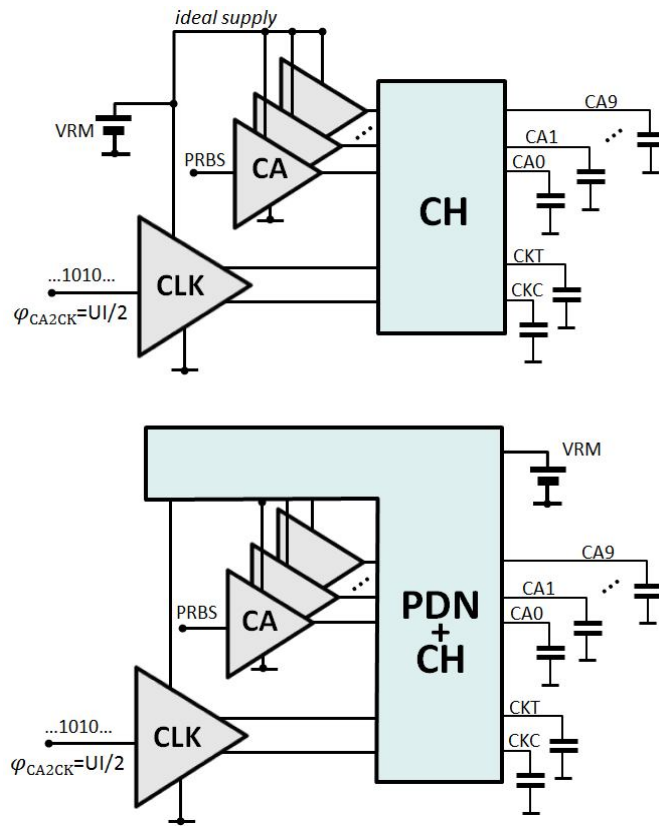 ideal supply
VRM
CA9
PRBS
CA
CA1
CA0
CH
CKT
CLK
...1010...
CKC
φCA2CK=UI/2
VRM
CA9
CA1
PRBS
CA
CA0
PDN
+
CH
CKT
...1010...
CLK
CKC
φCA2CK=UI/2